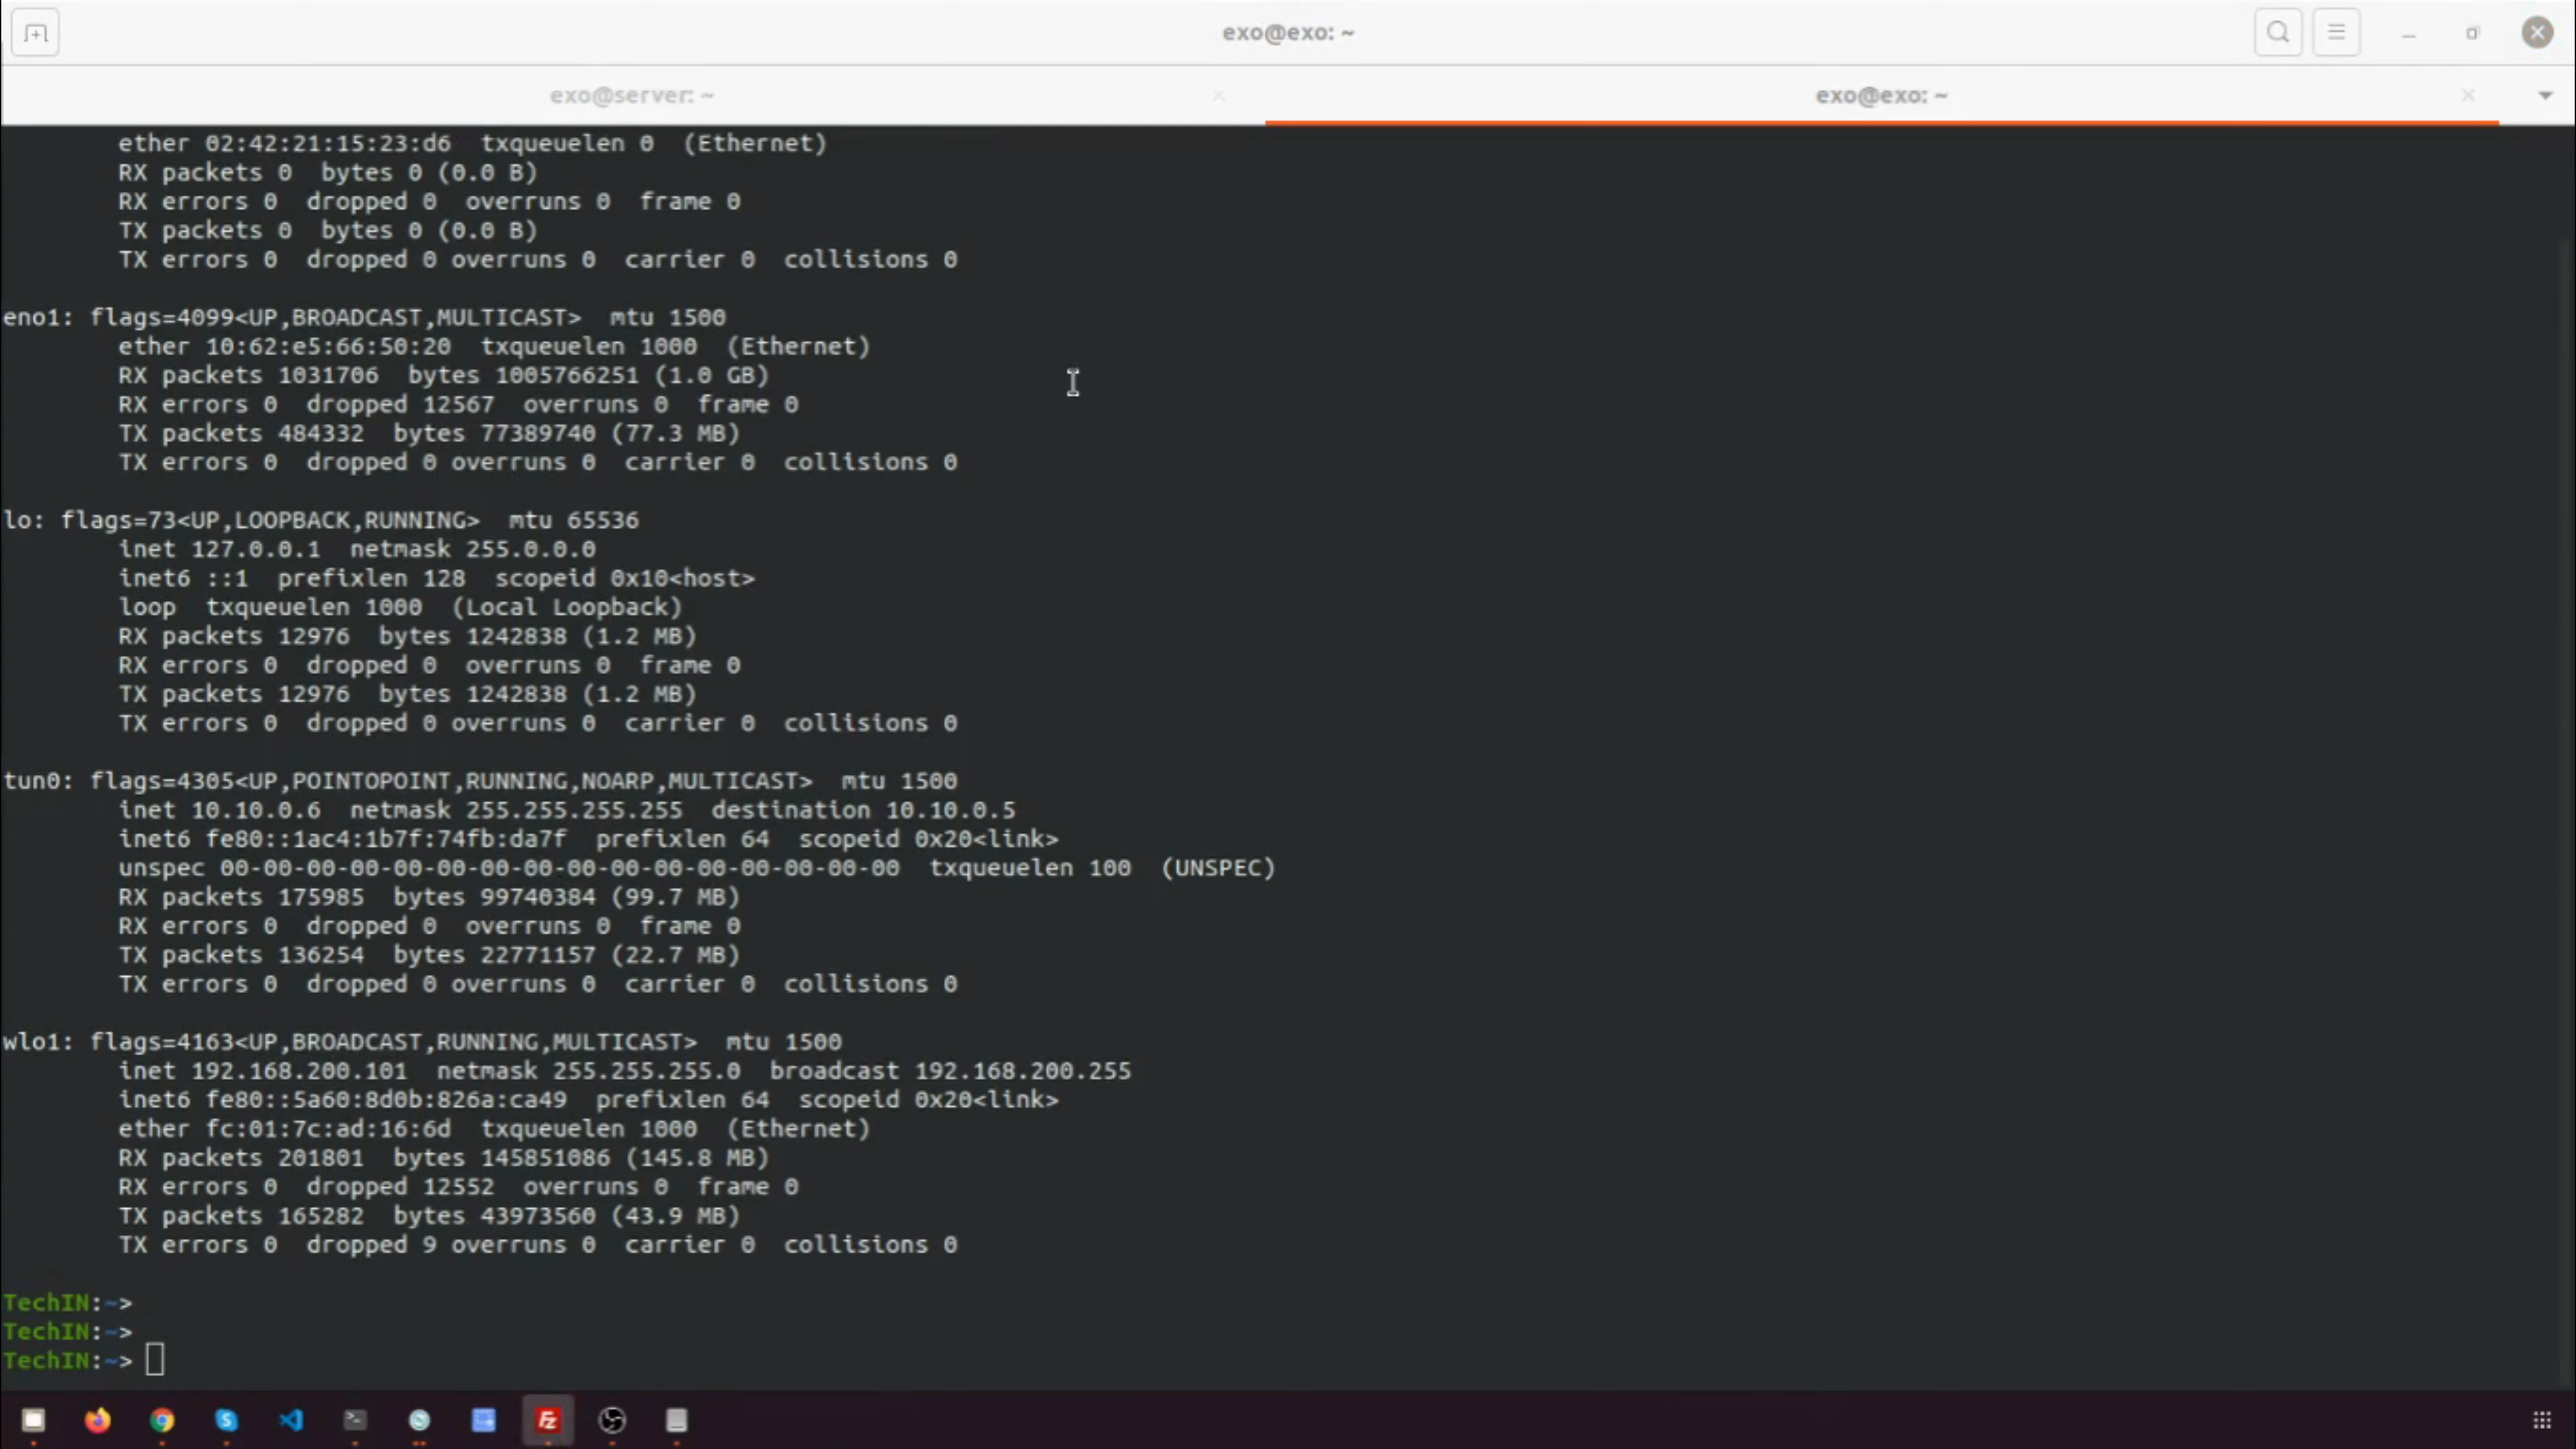 exo@exo: ~
exo@server: ~
exo@exo: ~
ether 02:42:21:15:23:d6  txqueuelen 0  (Ethernet)
RX packets 0  bytes 0 (0.0 B)
RX errors 0  dropped 0  overruns 0  frame 0
TX packets 0  bytes 0 (0.0 B)
TX errors 0  dropped 0 overruns 0  carrier 0  collisions 0
eno1: flags=4099<UP,BROADCAST,MULTICAST>  mtu 1500
ether 10:62:e5:66:50:20  txqueuelen 1000  (Ethernet)
RX packets 1031706  bytes 1005766251 (1.0 GB)
RX errors 0  dropped 12567  overruns 0  frame 0
TX packets 484332  bytes 77389740 (77.3 MB)
TX errors 0  dropped 0 overruns 0  carrier 0  collisions 0
lo: flags=73<UP,LOOPBACK,RUNNING>  mtu 65536
inet 127.0.0.1  netmask 255.0.0.0
inet6 ::1  prefixlen 128  scopeid 0x10<host>
loop  txqueuelen 1000  (Local Loopback)
RX packets 12976  bytes 1242838 (1.2 MB)
RX errors 0  dropped 0  overruns 0  frame 0
TX packets 12976  bytes 1242838 (1.2 MB)
TX errors 0  dropped 0 overruns 0  carrier 0  collisions 0
tun0: flags=4305<UP,POINTOPOINT,RUNNING,NOARP,MULTICAST>  mtu 1500
inet 10.10.0.6  netmask 255.255.255.255  destination 10.10.0.5
inet6 fe80::1ac4:1b7f:74fb:da7f  prefixlen 64  scopeid 0x20<link>
unspec 00-00-00-00-00-00-00-00-00-00-00-00-00-00-00-00  txqueuelen 100  (UNSPEC)
RX packets 175985  bytes 99740384 (99.7 MB)
RX errors 0  dropped 0  overruns 0  frame 0
TX packets 136254  bytes 22771157 (22.7 MB)
TX errors 0  dropped 0 overruns 0  carrier 0  collisions 0
wlo1: flags=4163<UP,BROADCAST,RUNNING,MULTICAST>  mtu 1500
inet 192.168.200.101  netmask 255.255.255.0  broadcast 192.168.200.255
inet6 fe80::5a60:8d0b:826a:ca49  prefixlen 64  scopeid 0x20<link>
ether fc:01:7c:ad:16:6d  txqueuelen 1000  (Ethernet)
RX packets 201801  bytes 145851086 (145.8 MB)
RX errors 0  dropped 12552  overruns 0  frame 0
TX packets 165282  bytes 43973560 (43.9 MB)
TX errors 0  dropped 9 overruns 0  carrier 0  collisions 0
TechIN:~>
TechIN:~>
TechIN:~>